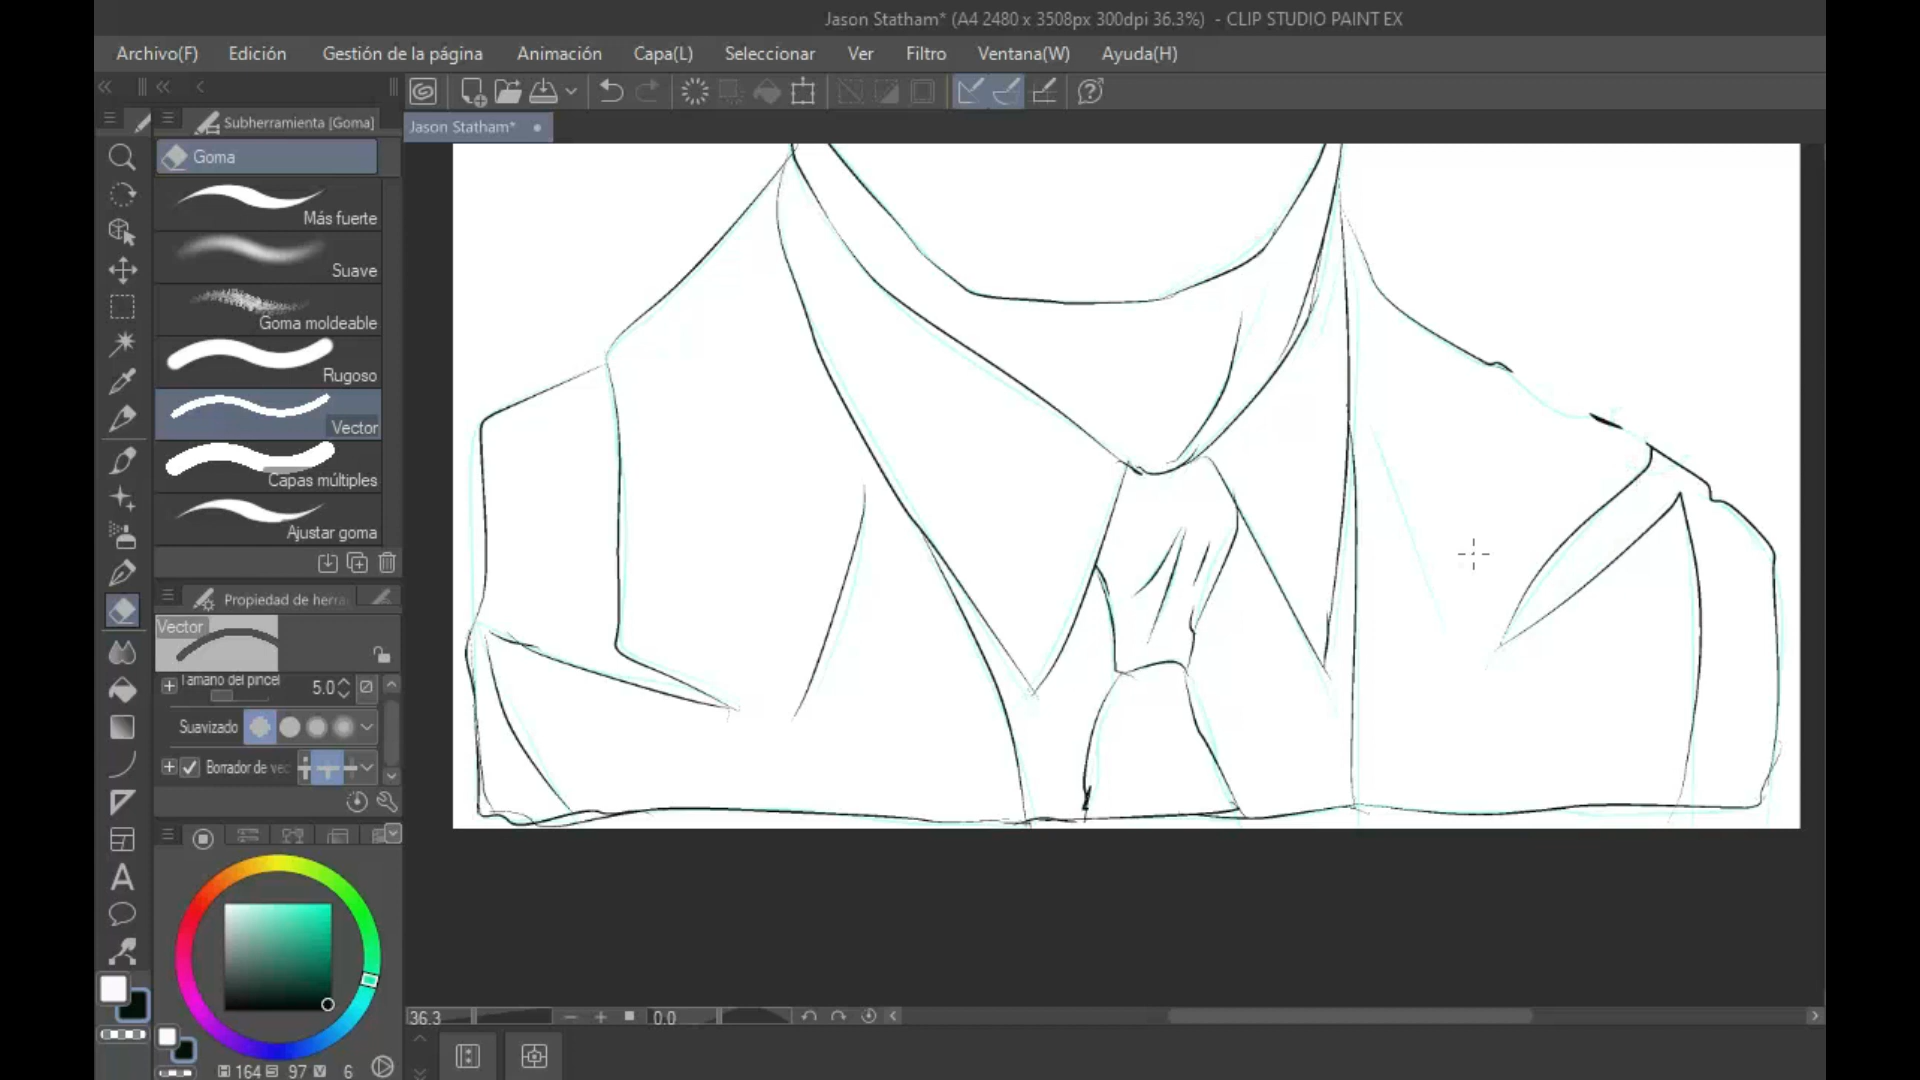 Jason Statham* (A4 2480 x 3508px 300dpi 36.3%) - CLIP STUDIO PAINT EX
Archivo(F) Edición Gestión de la página Animación Capa(L) Seleccionar Ver Filtro Ventana(W) Ayuda(H)
Subherramienta [Goma]
Jason Statham*
Goma
Más fuerte
Suave
Goma moldeable
Rugoso
Vector
Capas múltiples
Ajustar goma
Propiedad de herra
Vector
Tamaño del pincel 5.0
Suavizado
Borrador de vec
A
36.3 0.0
H 164 S 97 V 6